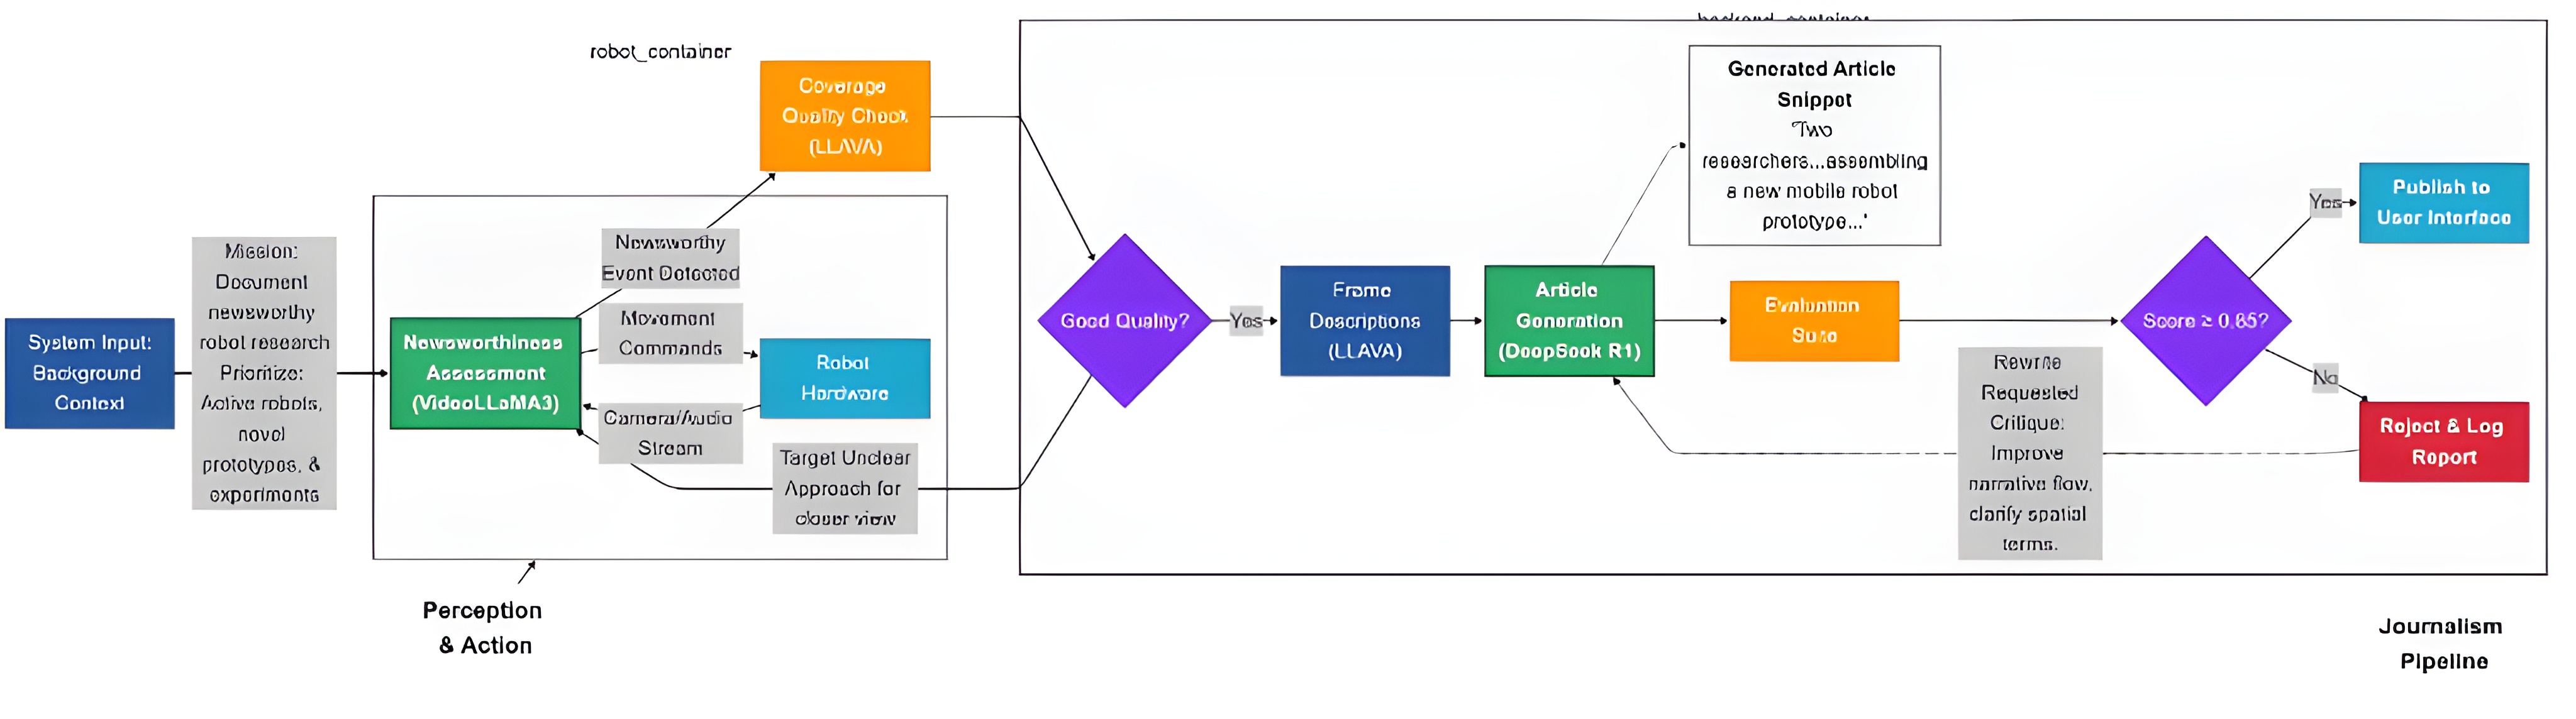 robot_container
System Input:
Background
Context
Mission:
Document
newsworthy
robot research
Prioritize:
Active robots,
novel
prototypes, &
experiments
Newsworthiness
Assessment
(VideoLLaMA3)
Newsworthy
Event Detected
Movement
Commands
Camera/Audio
Stream
Target Unclear
Approach for
closer view
Robot
Hardware
Coverage
Quality Check
(LLAVA)
Perception
& Action
backend_container
Good Quality?
Yes
Frame
Descriptions
(LLAVA)
Article
Generation
(DeepSeek R1)
Generated Article
Snippet
"Two
researchers...assembling
a new mobile robot
prototype..."
Evaluation
Suite
Score ≥ 0.85?
Yes
Publish to
User Interface
No
Reject & Log
Report
Rewrite
Requested
Critique:
Improve
narrative flow,
clarify spatial
terms.
Journalism
Pipeline